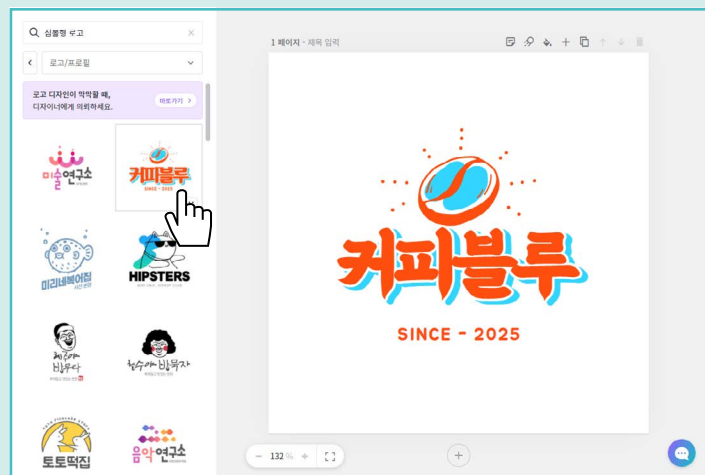 심볼형 로고
로고/프로필
로고 디자인이 막막할 때,
디자이너에게 의뢰하세요.
바로가기 >
미술연구소
커피블루
SINCE - 2025
미리네복어집
HIPSTERS
토토떡집
음악연구소
1 페이지 - 제목 입력
커피블루
SINCE - 2025
132 %